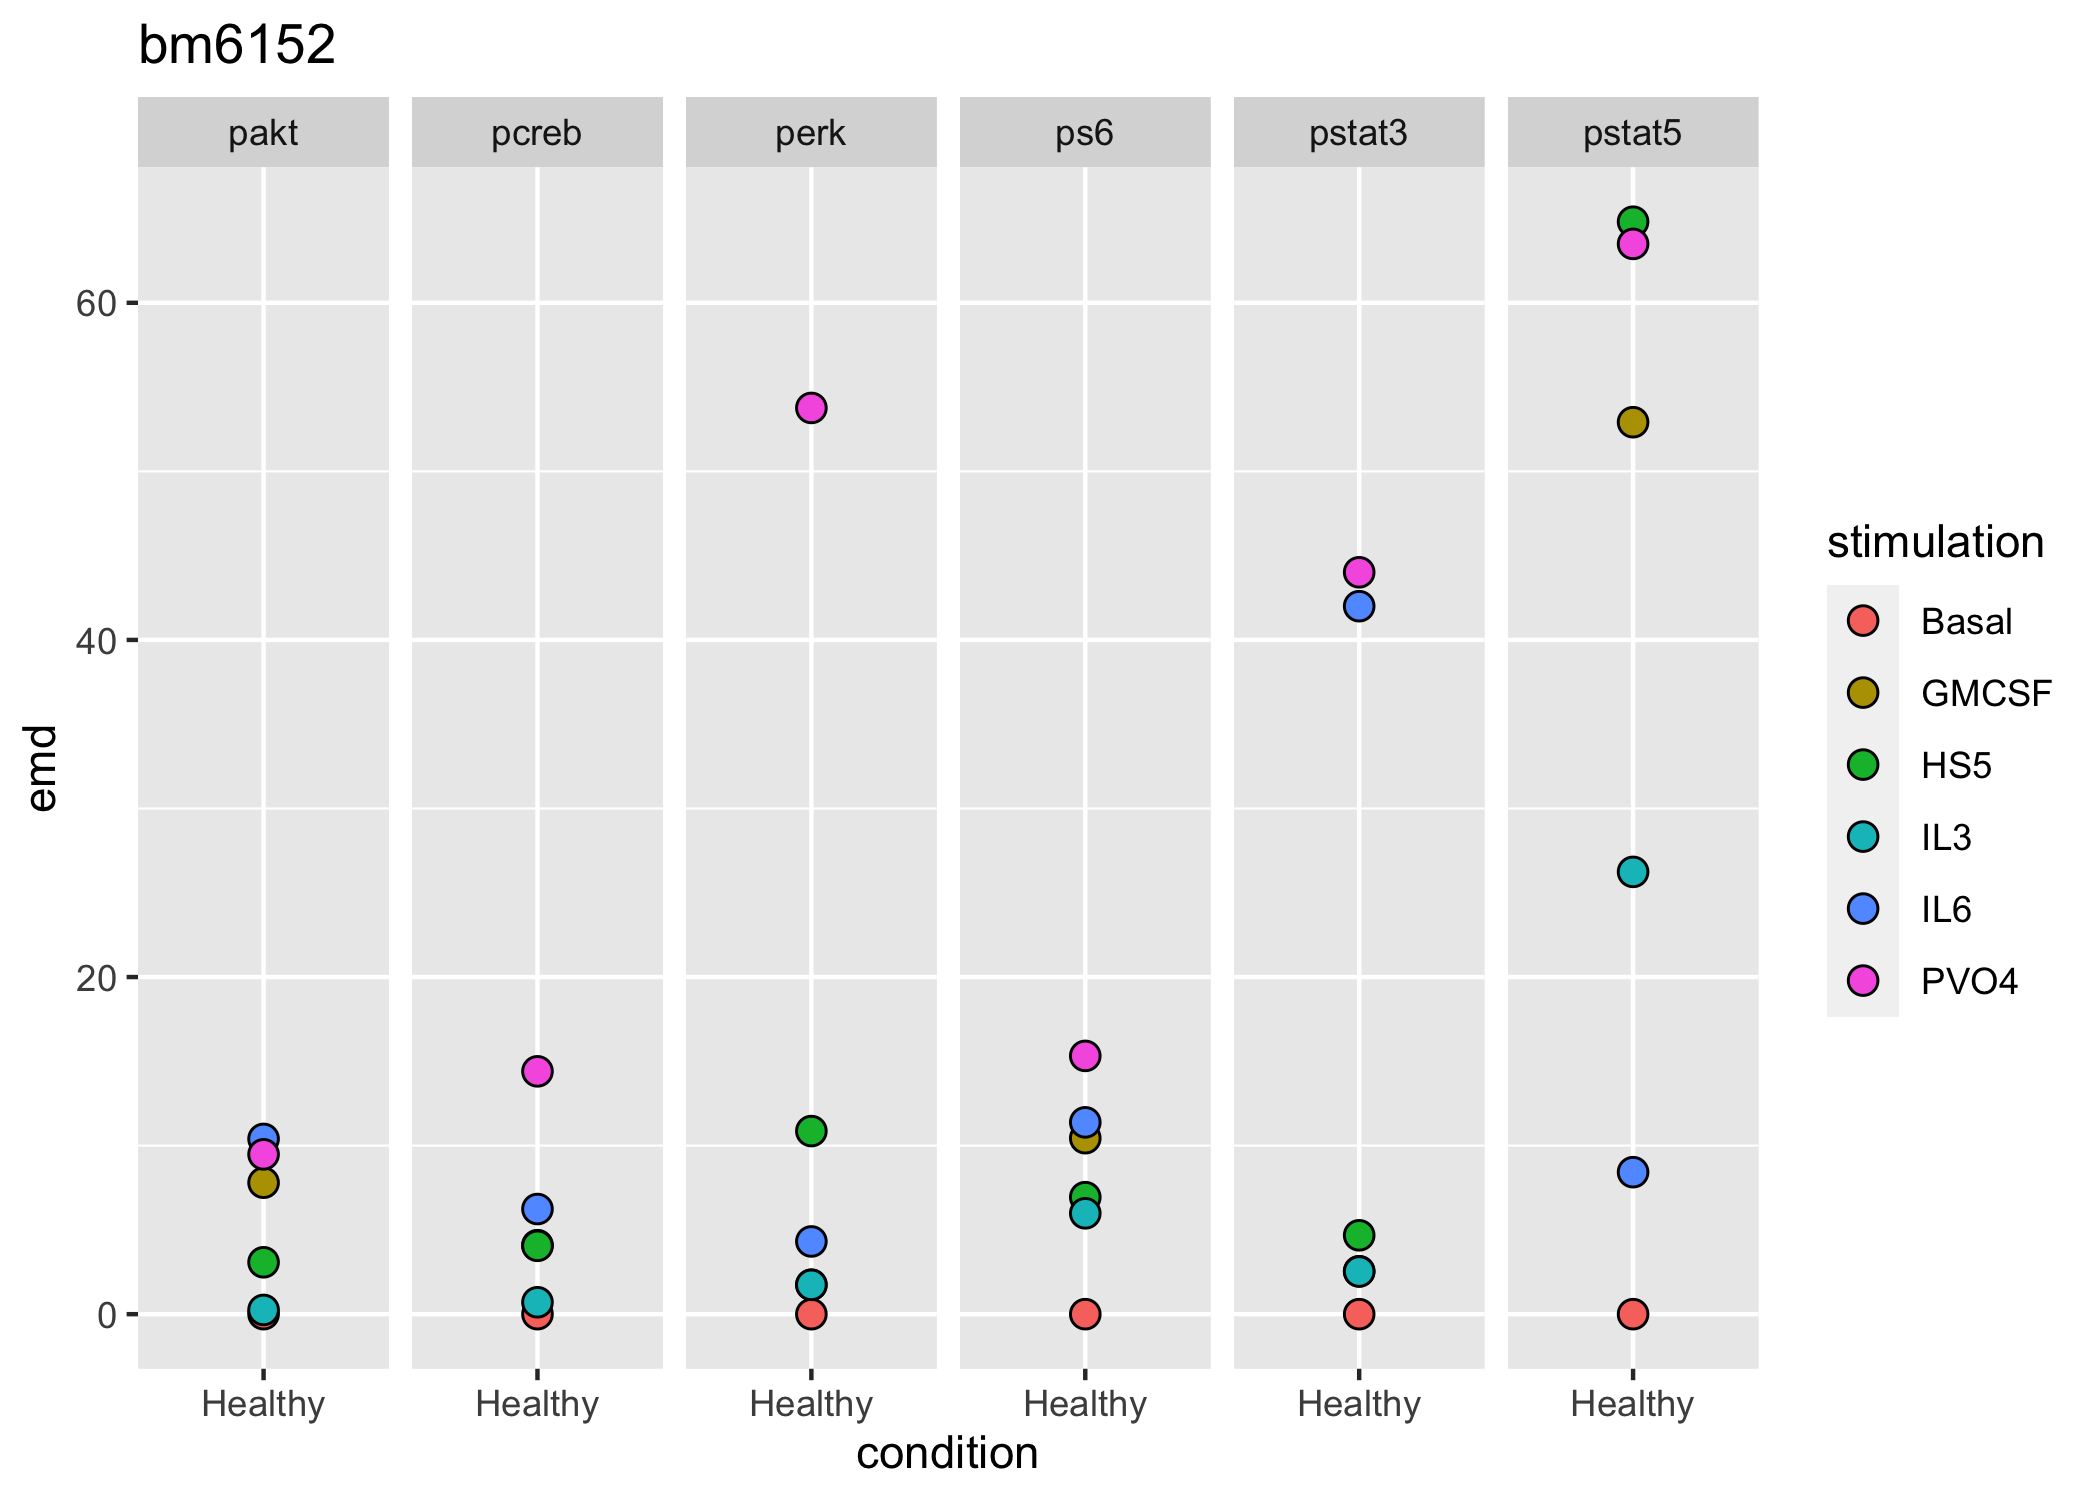 bm6152
pakt pcreb perk ps6 pstat3 pstat5
60
40
20
0
emd
Healthy Healthy Healthy Healthy Healthy Healthy
condition
stimulation
Basal
GMCSF
HS5
IL3
IL6
PVO4